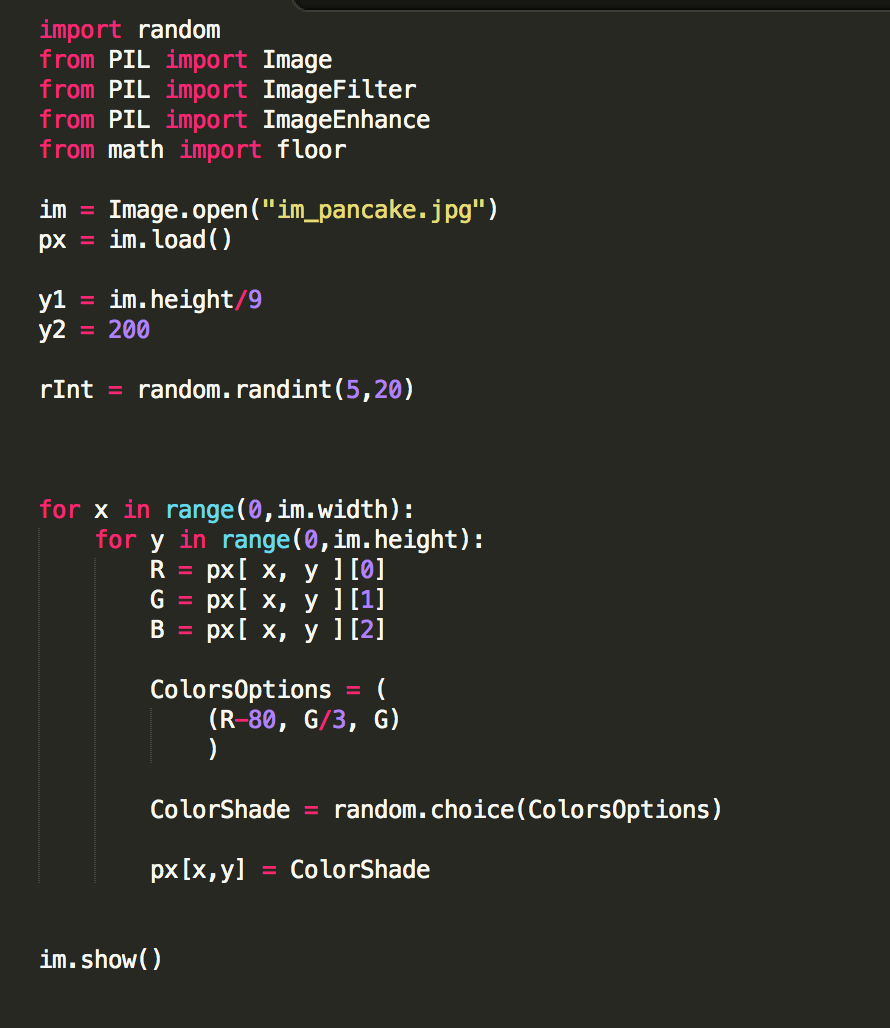 import random
from PIL import Image
from PIL import ImageFilter
from PIL import ImageEnhance
from math import floor
im = Image.open("im_pancake.jpg")
px = im.load()
y1 = im.height/9
y2 = 200
rInt = random.randint(5,20)
for x in range(0,im.width):
    for y in range(0,im.height):
        R = px[ x, y ][0]
        G = px[ x, y ][1]
        B = px[ x, y ][2]
        ColorsOptions = (
            (R-80, G/3, G)
            )
        ColorShade = random.choice(ColorsOptions)
        px[x,y] = ColorShade
im.show()